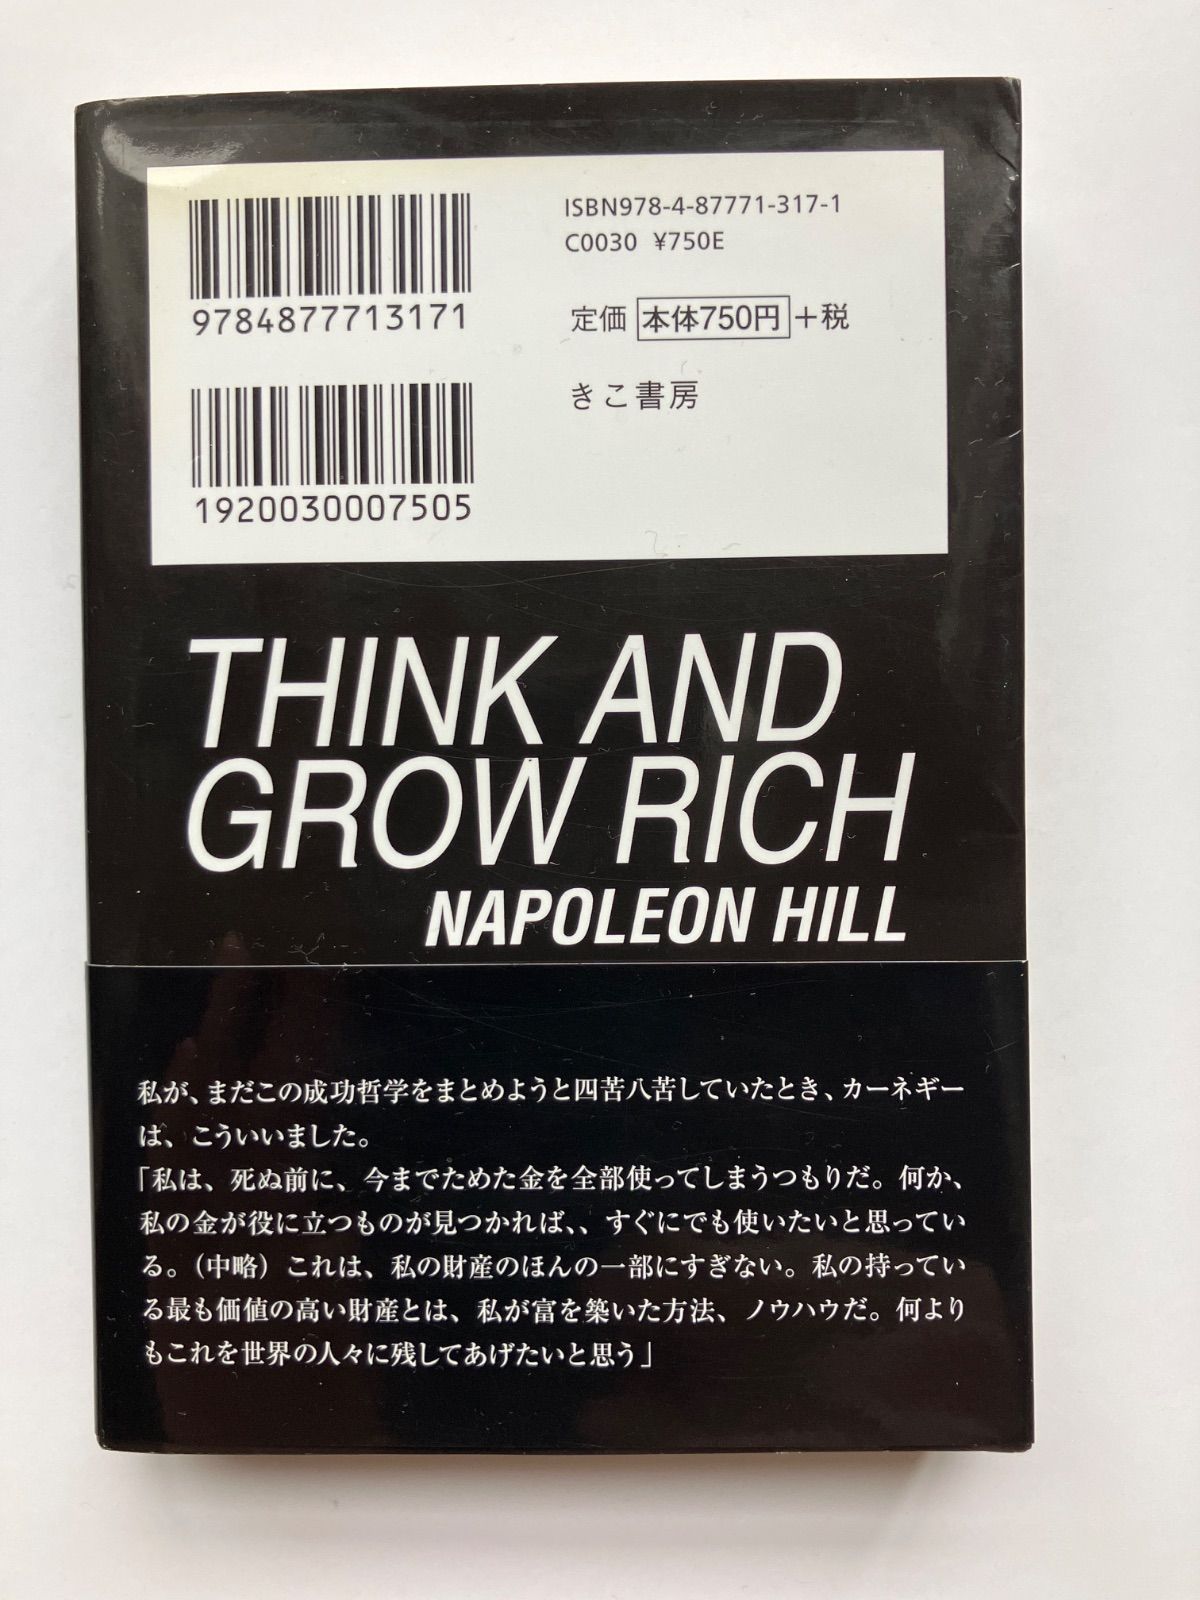 ISBN978-4-87771-317-1
C0030 ¥750E
9784877713171
定価 本体750円+税
きこ書房
1920030007505
THINK AND
GROW RICH
NAPOLEON HILL
私が、まだこの成功哲学をまとめようと四苦八苦していたとき、カーネギー
は、こういいました。
「私は、死ぬ前に、今までためた金を全部使ってしまうつもりだ。何か、
私の金が役に立つものが見つかれば、、すぐにでも使いたいと思ってい
る。（中略）これは、私の財産のほんの一部にすぎない。私の持ってい
る最も価値の高い財産とは、私が富を築いた方法、ノウハウだ。何より
もこれを世界の人々に残してあげたいと思う」